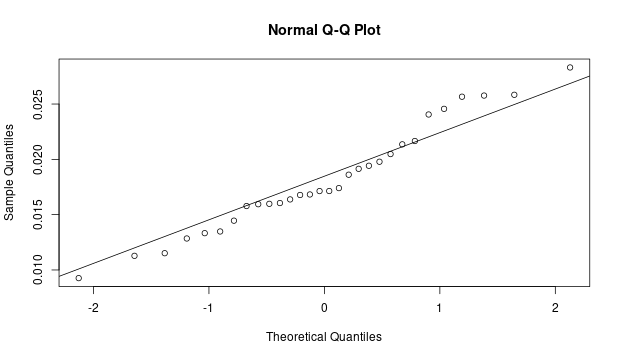 Normal Q-Q Plot
0.025
0.020
0.015
0.010
Sample Quantiles
-2 -1 0 1 2
Theoretical Quantiles